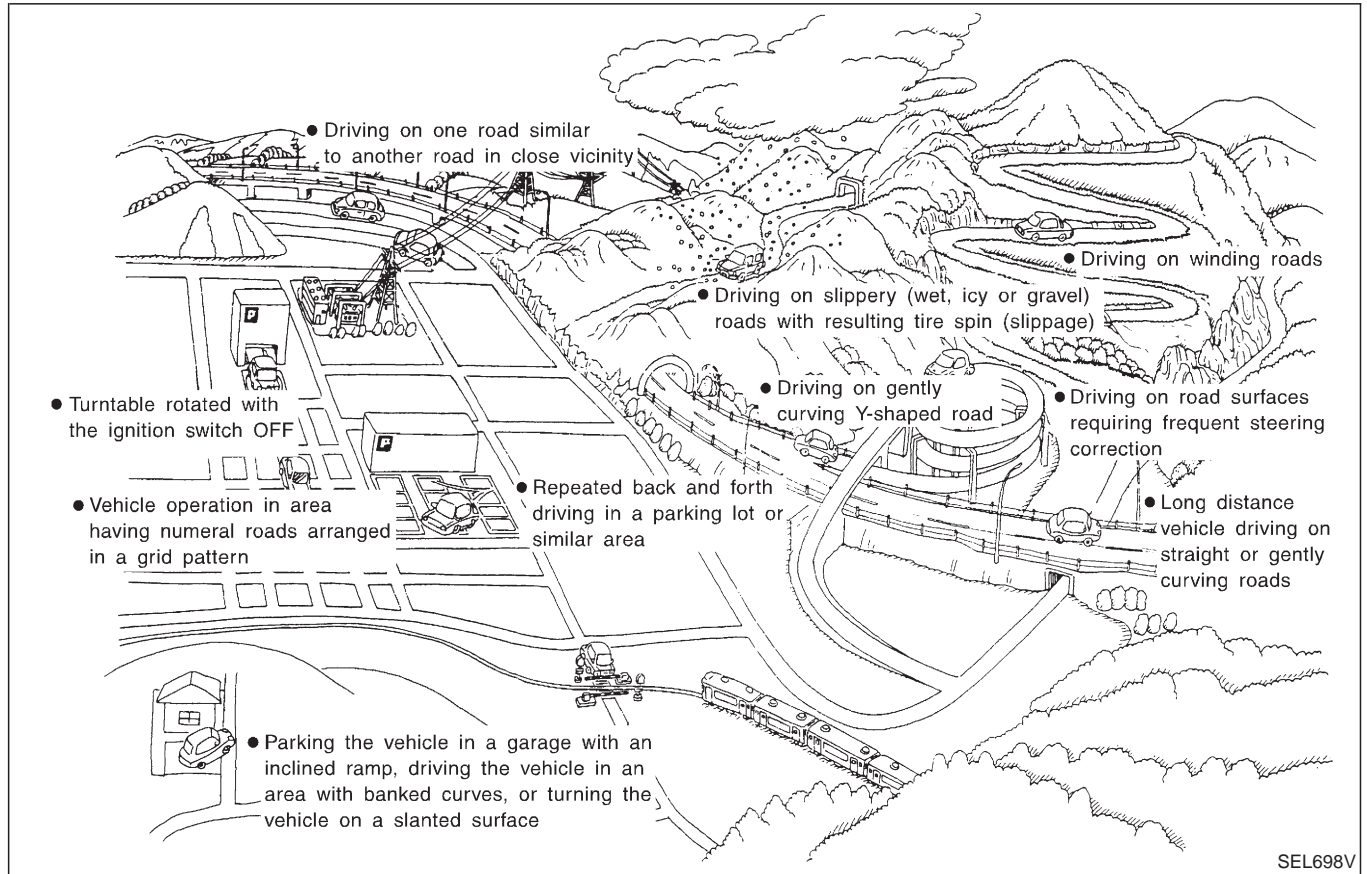 ● Driving on one road similar
to another road in close vicinity
● Driving on winding roads
● Driving on slippery (wet, icy or gravel)
roads with resulting tire spin (slippage)
● Driving on gently
curving Y-shaped road
● Driving on road surfaces
requiring frequent steering
correction
● Turntable rotated with
the ignition switch OFF
P
P
● Vehicle operation in area
having numeral roads arranged
in a grid pattern
● Repeated back and forth
driving in a parking lot or
similar area
● Long distance
vehicle driving on
straight or gently
curving roads
● Parking the vehicle in a garage with an
inclined ramp, driving the vehicle in an
area with banked curves, or turning the
vehicle on a slanted surface
SEL698V